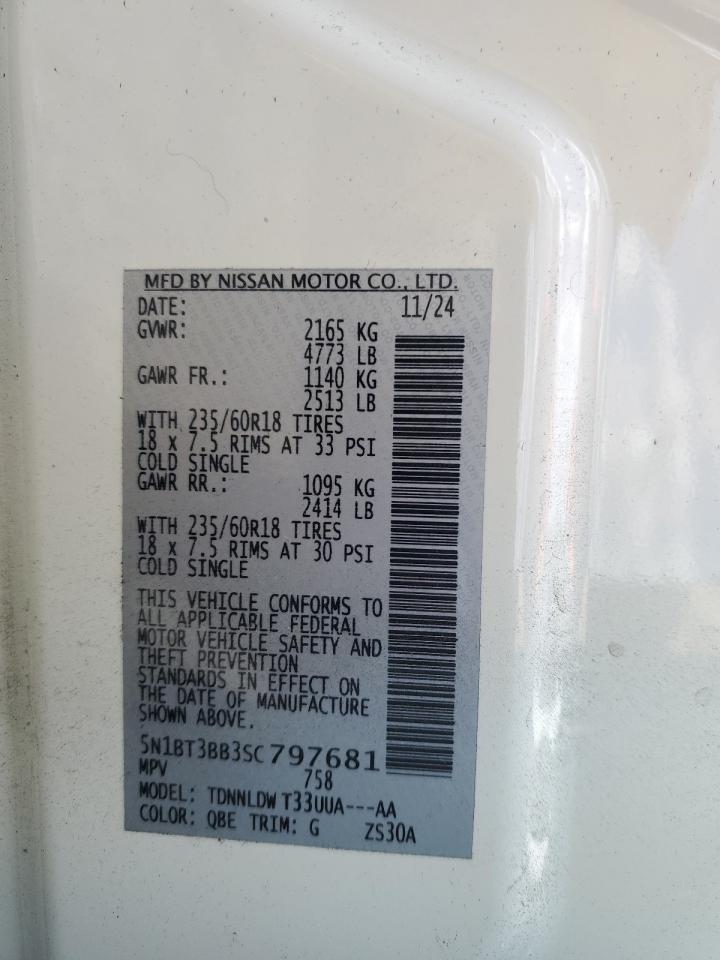 MFD BY NISSAN MOTOR CO., LTD.
DATE: 11/24
GVWR: 2165 KG
4773 LB
GAWR FR.: 1140 KG
2513 LB
WITH 235/60R18 TIRES
18 x 7.5 RIMS AT 33 PSI
COLD SINGLE
GAWR RR.: 1095 KG
2414 LB
WITH 235/60R18 TIRES
18 x 7.5 RIMS AT 30 PSI
COLD SINGLE
THIS VEHICLE CONFORMS TO
ALL APPLICABLE FEDERAL
MOTOR VEHICLE SAFETY AND
THEFT PREVENTION
STANDARDS IN EFFECT ON
THE DATE OF MANUFACTURE
SHOWN ABOVE.
5N1BT3BB3SC797681
MPV 758
MODEL: TDNNLDW T33UUA---AA
COLOR: QBE TRIM: G ZS30A